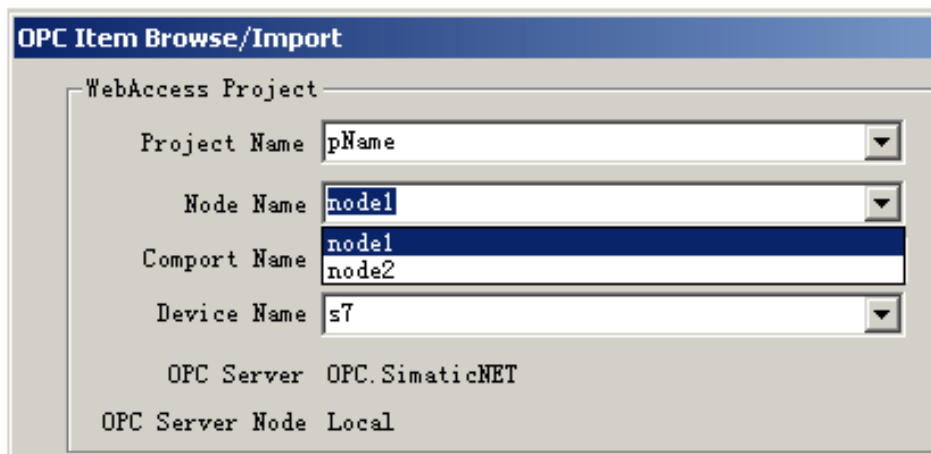 OPC Item Browse/Import
WebAccess Project
Project Name pName
Node Name node1
node1
Comport Name
node2
Device Name s7
OPC Server OPC.SimaticNET
OPC Server Node Local